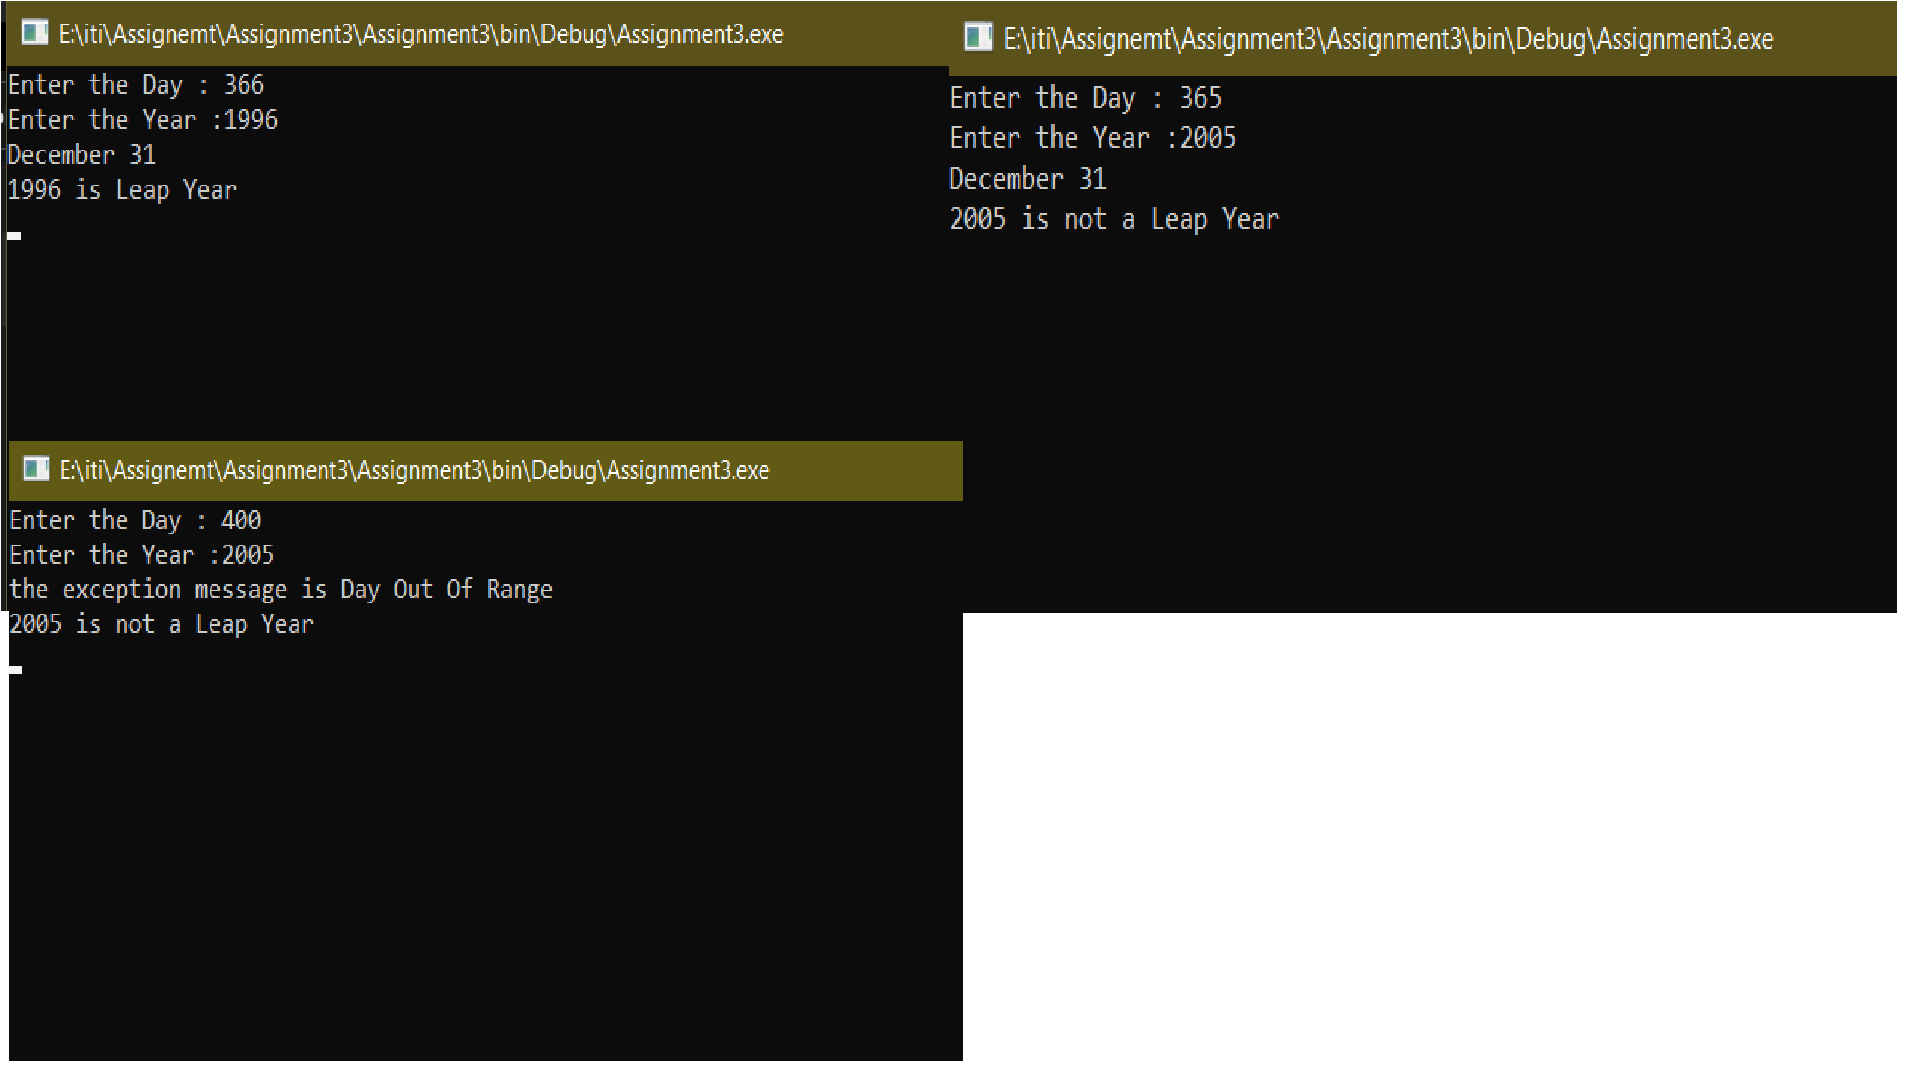 E:\iti\Assignemt\Assignment3\Assignment3\bin\Debug\Assignment3.exe
Enter the Day : 366
Enter the Year :1996
December 31
1996 is Leap Year
E:\iti\Assignemt\Assignment3\Assignment3\bin\Debug\Assignment3.exe
Enter the Day : 365
Enter the Year :2005
December 31
2005 is not a Leap Year
E:\iti\Assignemt\Assignment3\Assignment3\bin\Debug\Assignment3.exe
Enter the Day : 400
Enter the Year :2005
the exception message is Day Out Of Range
2005 is not a Leap Year